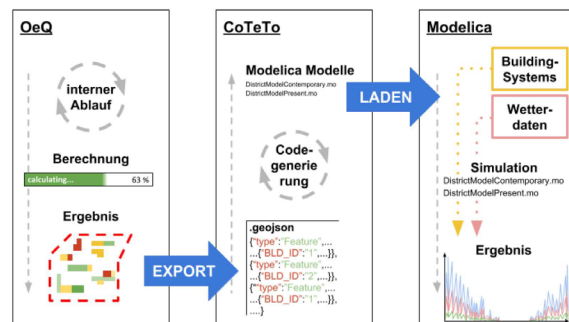 OeQ
interner
Ablauf
Berechnung
calculating... 63 %
Ergebnis
EXPORT
CoTeTo
Modelica Modelle
DistrictModelContemporary.mo
DistrictModelPresent.mo
Code-
generie
rung
.geojson
{"type":"Feature",...
...{"BLD_ID":"1",...}},
{"type":"Feature",...
...{"BLD_ID":"2",...}},
{"type":"Feature",...
...{"BLD_ID":"1",...}},
....}
LADEN
Modelica
Building-
Systems
Wetter-
daten
Simulation
DistrictModelContemporary.mo
DistrictModelPresent.mo
Ergebnis